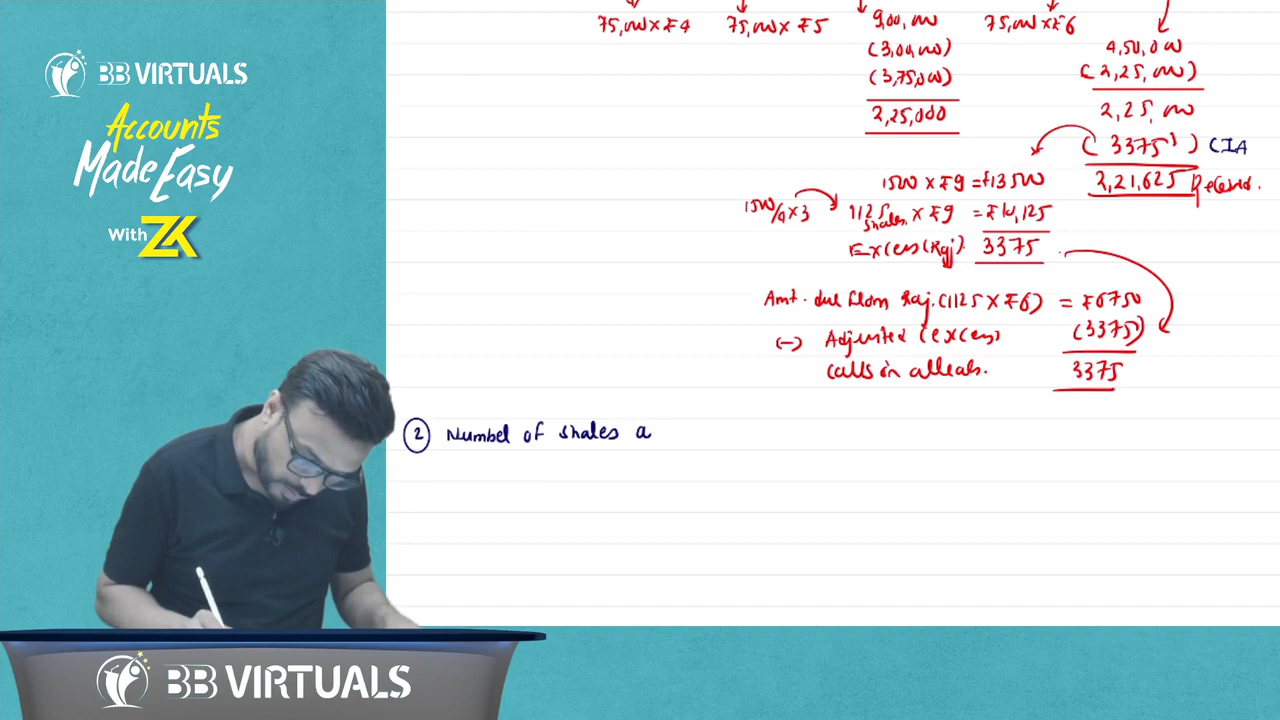 BB VIRTUALS
Accounts
Made Easy
With ZK
75,000 x ₹4
75,000 x ₹5
9,00,000
(3,00,000)
(3,75,000)
2,25,000
75,000 x ₹6
4,50,000
(2,25,000)
2,25,000
(3375) CIA
2,21,625 Received.
1500 x ₹9 = ₹13500
1500/4 x 3
1125 shares x ₹9 = ₹10,125
Excess (Raj) 3375
Amt. due from Raj. (1125 x ₹6) = ₹6750
(-) Adjusted (excess (3375)
calls in arrears. 3375
2 Number of shares a
BB VIRTUALS